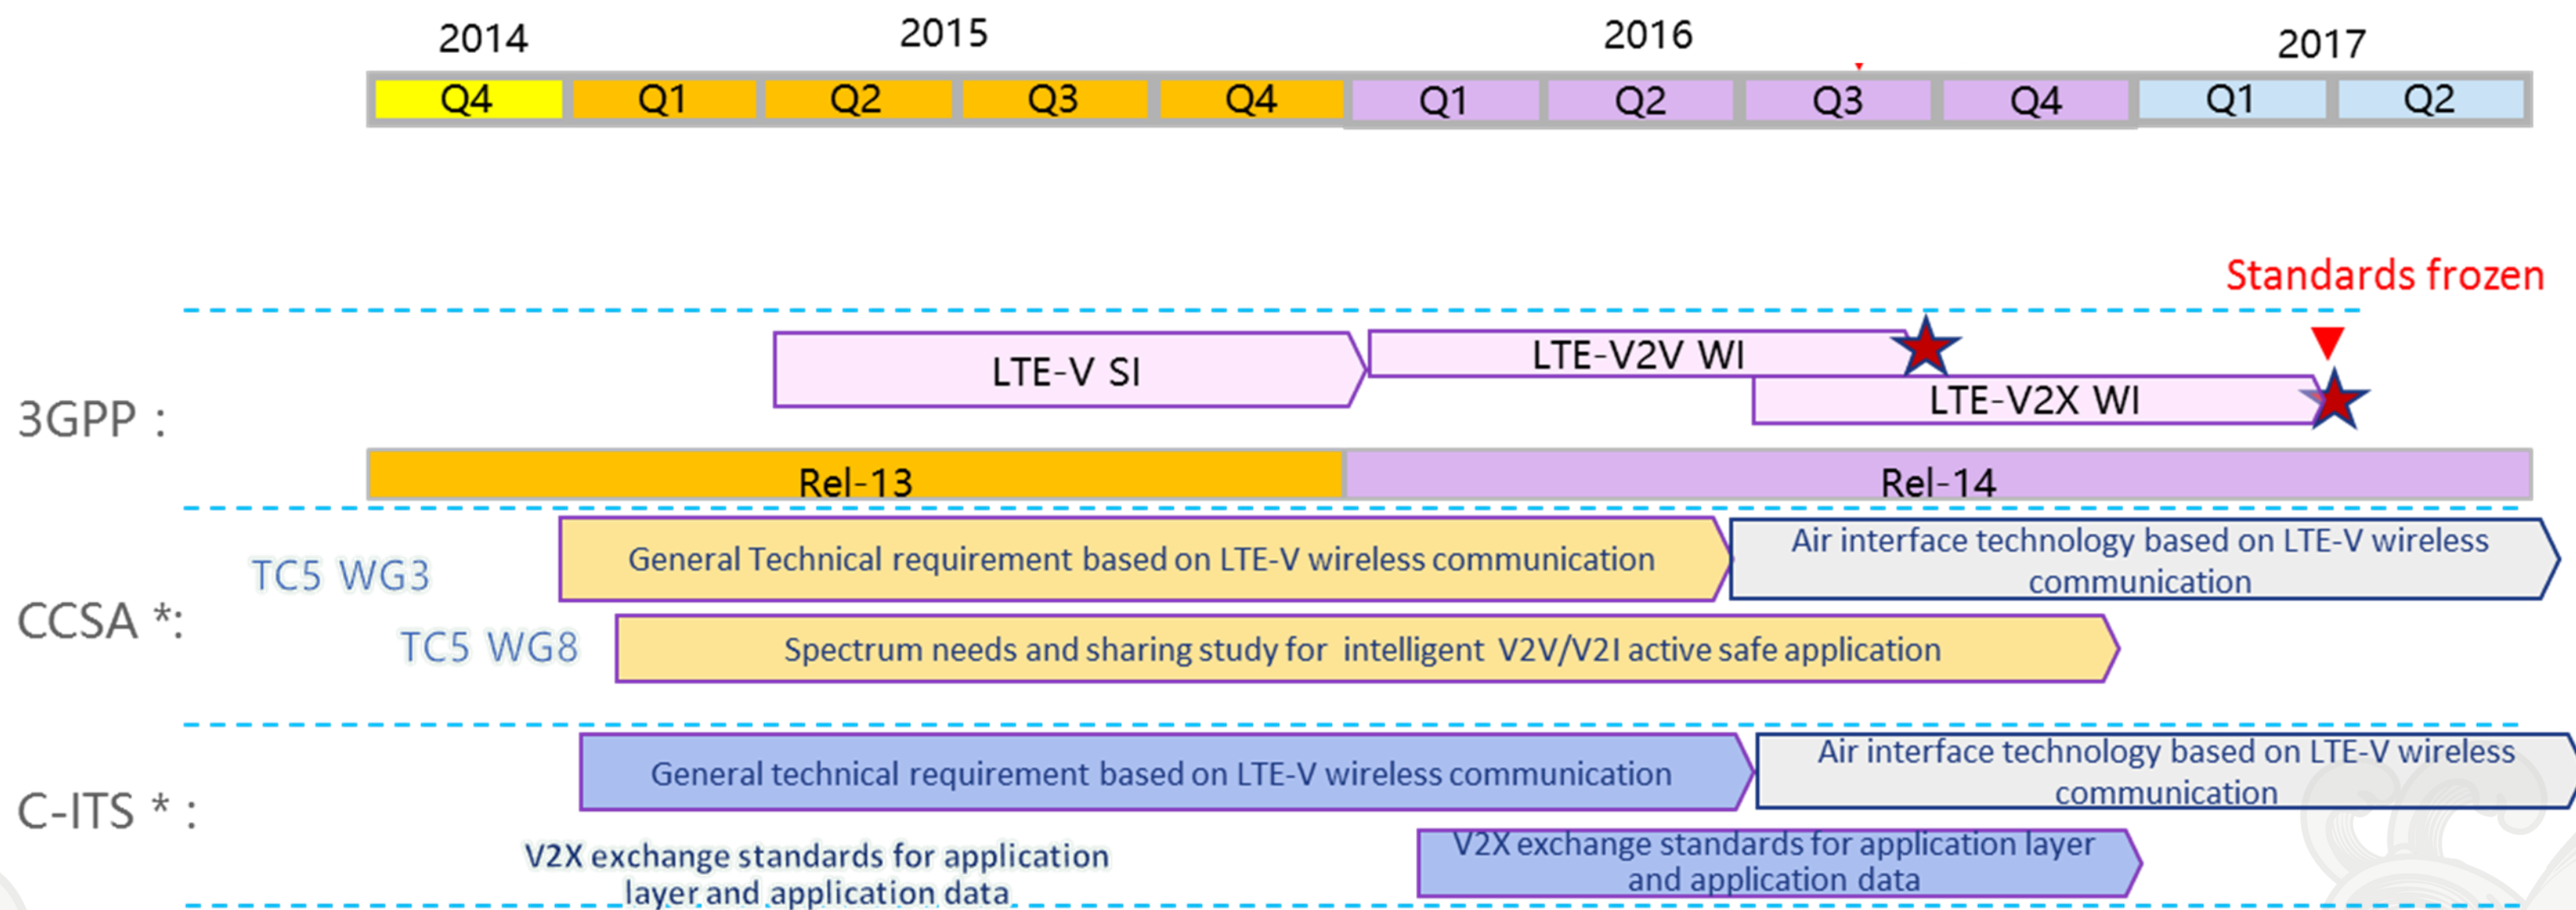 2014 2015 2016 2017
Q4 Q1 Q2 Q3 Q4 Q1 Q2 Q3 Q4 Q1 Q2
Standards frozen
3GPP :
LTE-V SI
LTE-V2V WI
LTE-V2X WI
Rel-13 Rel-14
CCSA *:
TC5 WG3
General Technical requirement based on LTE-V wireless communication
Air interface technology based on LTE-V wireless
communication
TC5 WG8
Spectrum needs and sharing study for intelligent V2V/V2I active safe application
C-ITS * :
General technical requirement based on LTE-V wireless communication
Air interface technology based on LTE-V wireless
communication
V2X exchange standards for application
layer and application data
V2X exchange standards for application layer
and application data